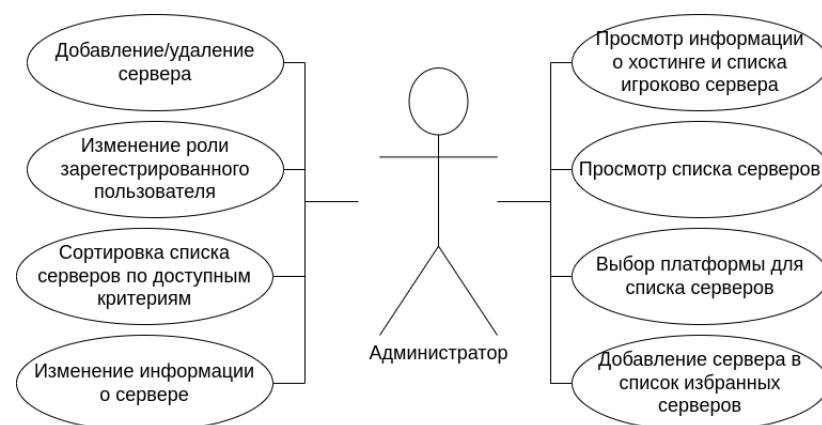 Добавление/удаление
сервера
Изменение роли
зарегестрированного
пользователя
Сортировка списка
серверов по доступным
критериям
Изменение информации
о сервере
Администратор
Просмотр информации
о хостинге и списка
игроково сервера
Просмотр списка серверов
Выбор платформы для
списка серверов
Добавление сервера в
список избранных
серверов